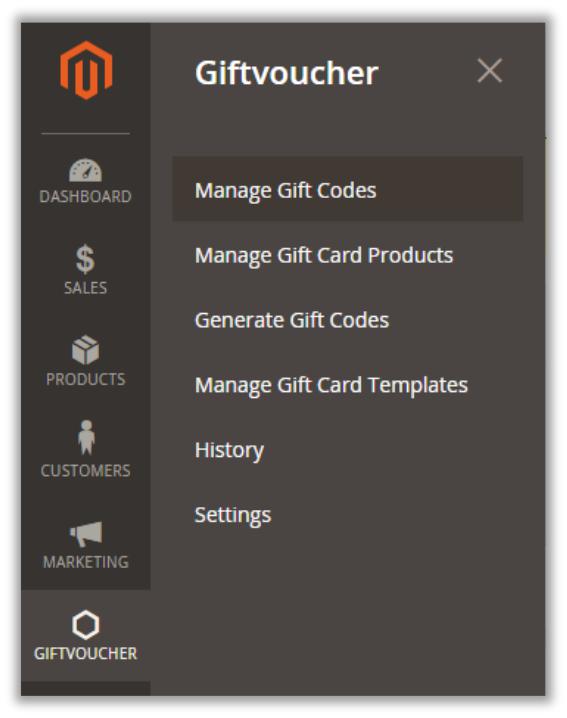 Giftvoucher
DASHBOARD
SALES
PRODUCTS
CUSTOMERS
MARKETING
GIFTVOUCHER
Manage Gift Codes
Manage Gift Card Products
Generate Gift Codes
Manage Gift Card Templates
History
Settings